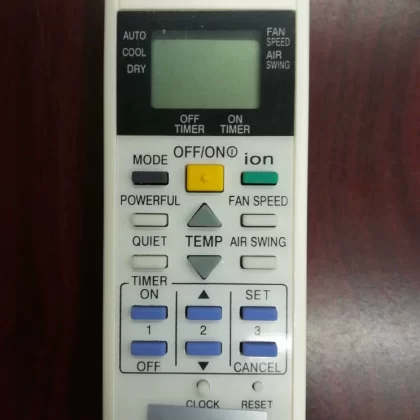 AUTO
COOL
DRY
FAN
SPEED
AIR
SWING
OFF
TIMER
ON
TIMER
OFF/ON
MODE
ion
POWERFUL
FAN SPEED
QUIET
TEMP
AIR SWING
TIMER
ON
▲
SET
1
2
3
OFF
▼
CANCEL
CLOCK
RESET